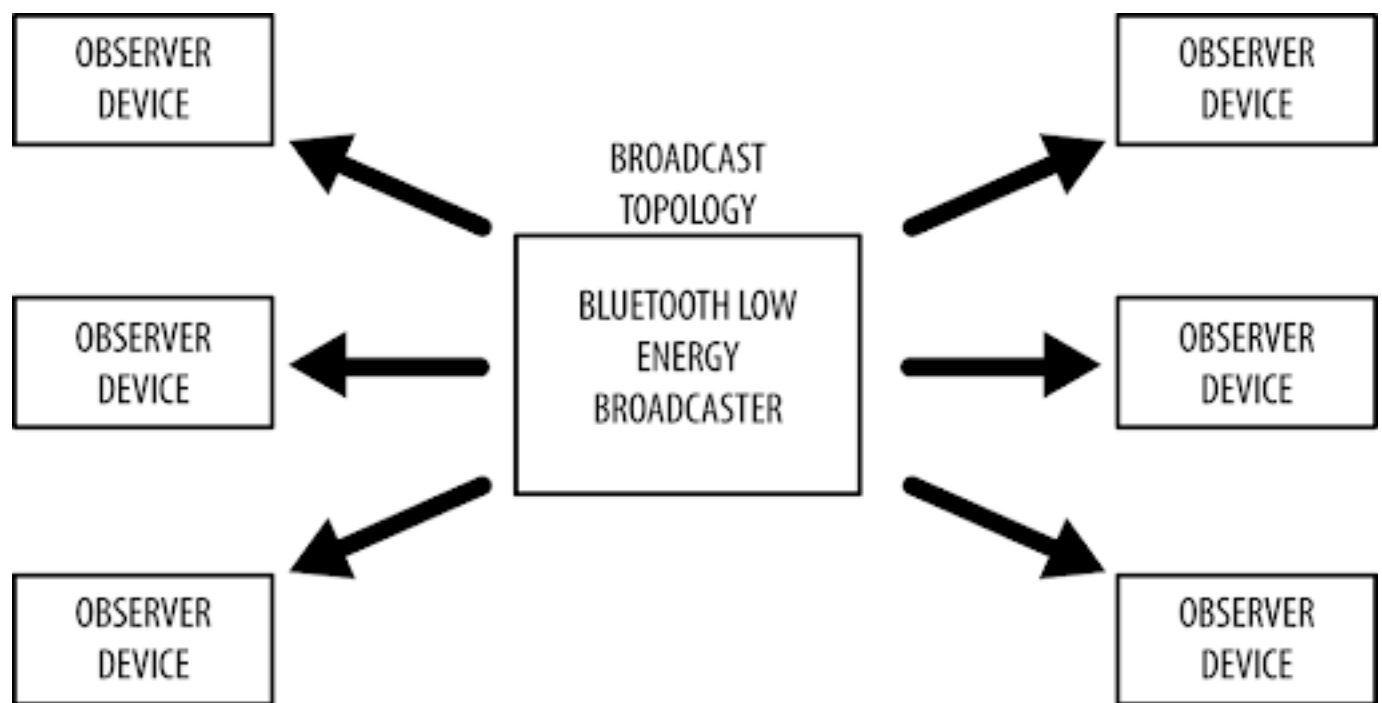 OBSERVER
DEVICE
OBSERVER
DEVICE
BROADCAST
TOPOLOGY
BLUETOOTH LOW
ENERGY
BROADCASTER
OBSERVER
DEVICE
OBSERVER
DEVICE
OBSERVER
DEVICE
OBSERVER
DEVICE